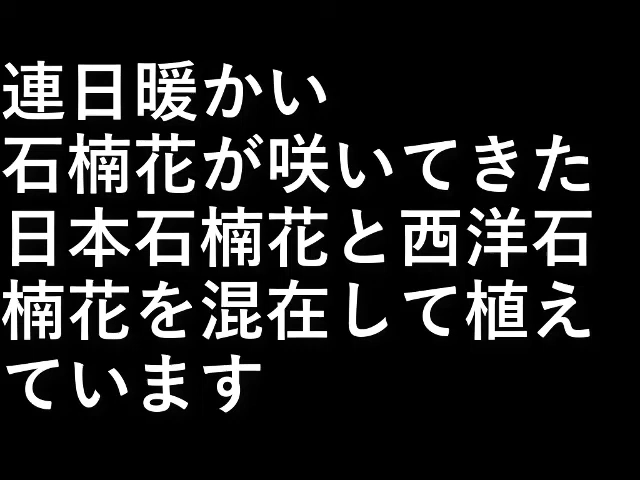 連日暖かい
石楠花が咲いてきた
日本石楠花と西洋石
楠花を混在して植え
ています